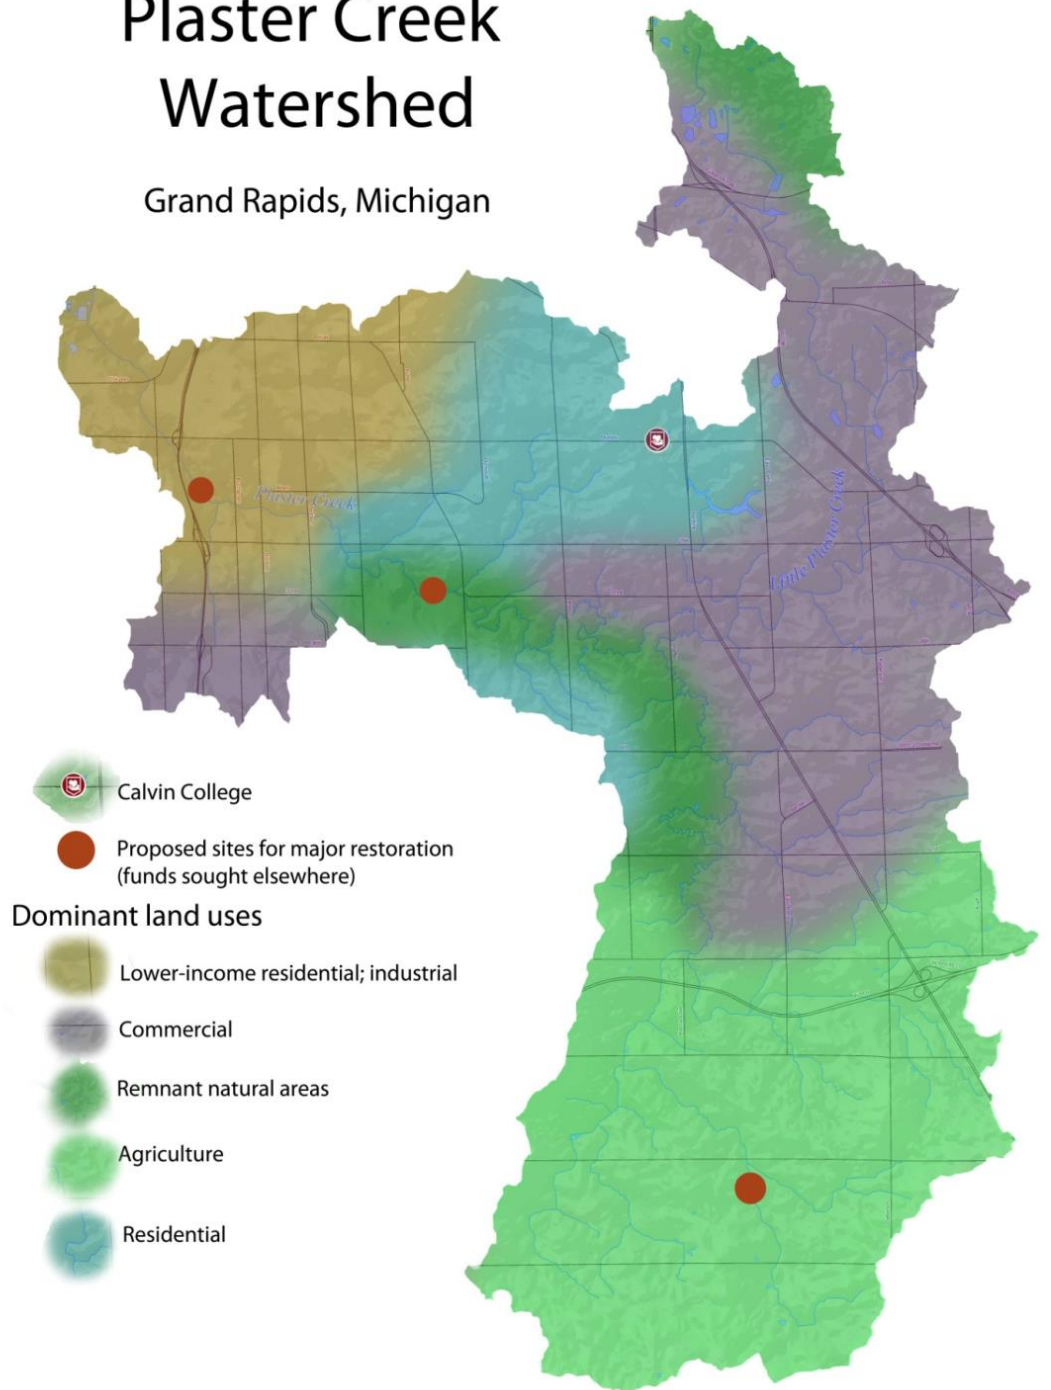 Plaster Creek
Watershed
Grand Rapids, Michigan
Plaster Creek
Little Plaster Creek
Calvin College
Proposed sites for major restoration
(funds sought elsewhere)
Dominant land uses
Lower-income residential; industrial
Commercial
Remnant natural areas
Agriculture
Residential